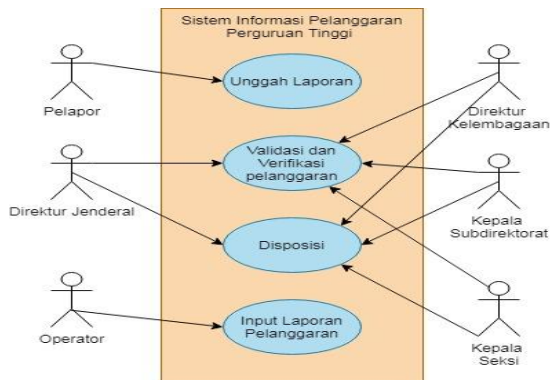 Sistem Informasi Pelanggaran
Perguruan Tinggi
Unggah Laporan
Pelapor
Direktur
Kelembagaan
Validasi dan
Verifikasi
pelanggaran
Direktur Jenderal
Kepala
Subdirektorat
Disposisi
Input Laporan
Pelanggaran
Operator
Kepala
Seksi